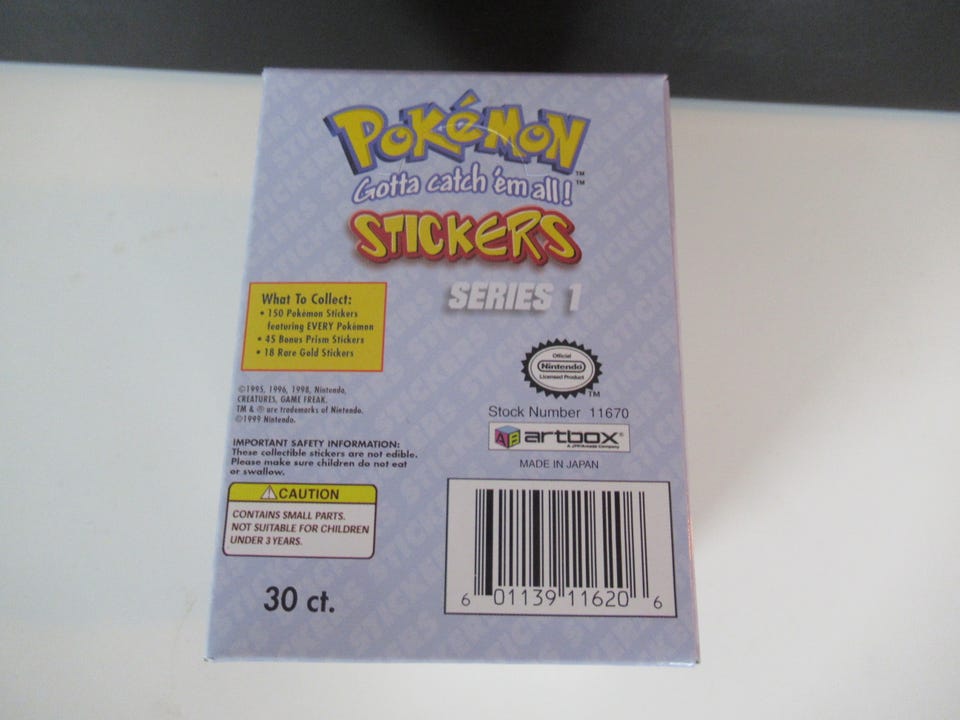 POKéMON™
Gotta catch 'em all!™
STICKERS
SERIES 1
What To Collect:
• 150 Pokémon Stickers
featuring EVERY Pokémon
• 45 Bonus Prism Stickers
• 18 Rare Gold Stickers
Official
Nintendo
Licensed Product
TM
©1995, 1996, 1998, Nintendo,
CREATURES, GAME FREAK.
TM & ® are trademarks of Nintendo.
©1999 Nintendo.
Stock Number 11670
artbox®
MADE IN JAPAN
IMPORTANT SAFETY INFORMATION:
These collectible stickers are not edible.
Please make sure children do not eat
or swallow.
CAUTION
CONTAINS SMALL PARTS.
NOT SUITABLE FOR CHILDREN
UNDER 3 YEARS.
30 ct.
6 01139 11620 6